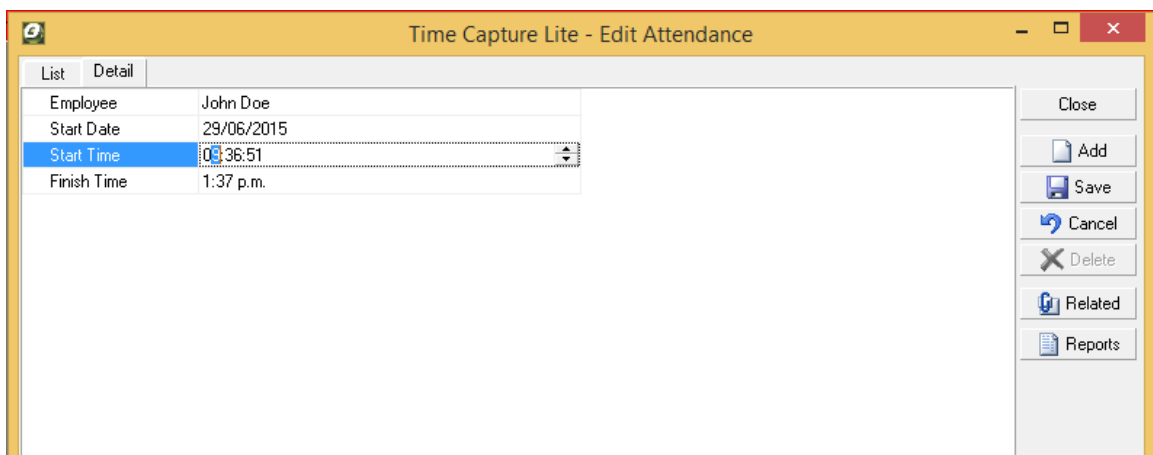 Time Capture Lite - Edit Attendance
List Detail
Employee John Doe
Start Date 29/06/2015
Start Time 09:36:51
Finish Time 1:37 p.m.
Close
Add
Save
Cancel
Delete
Related
Reports